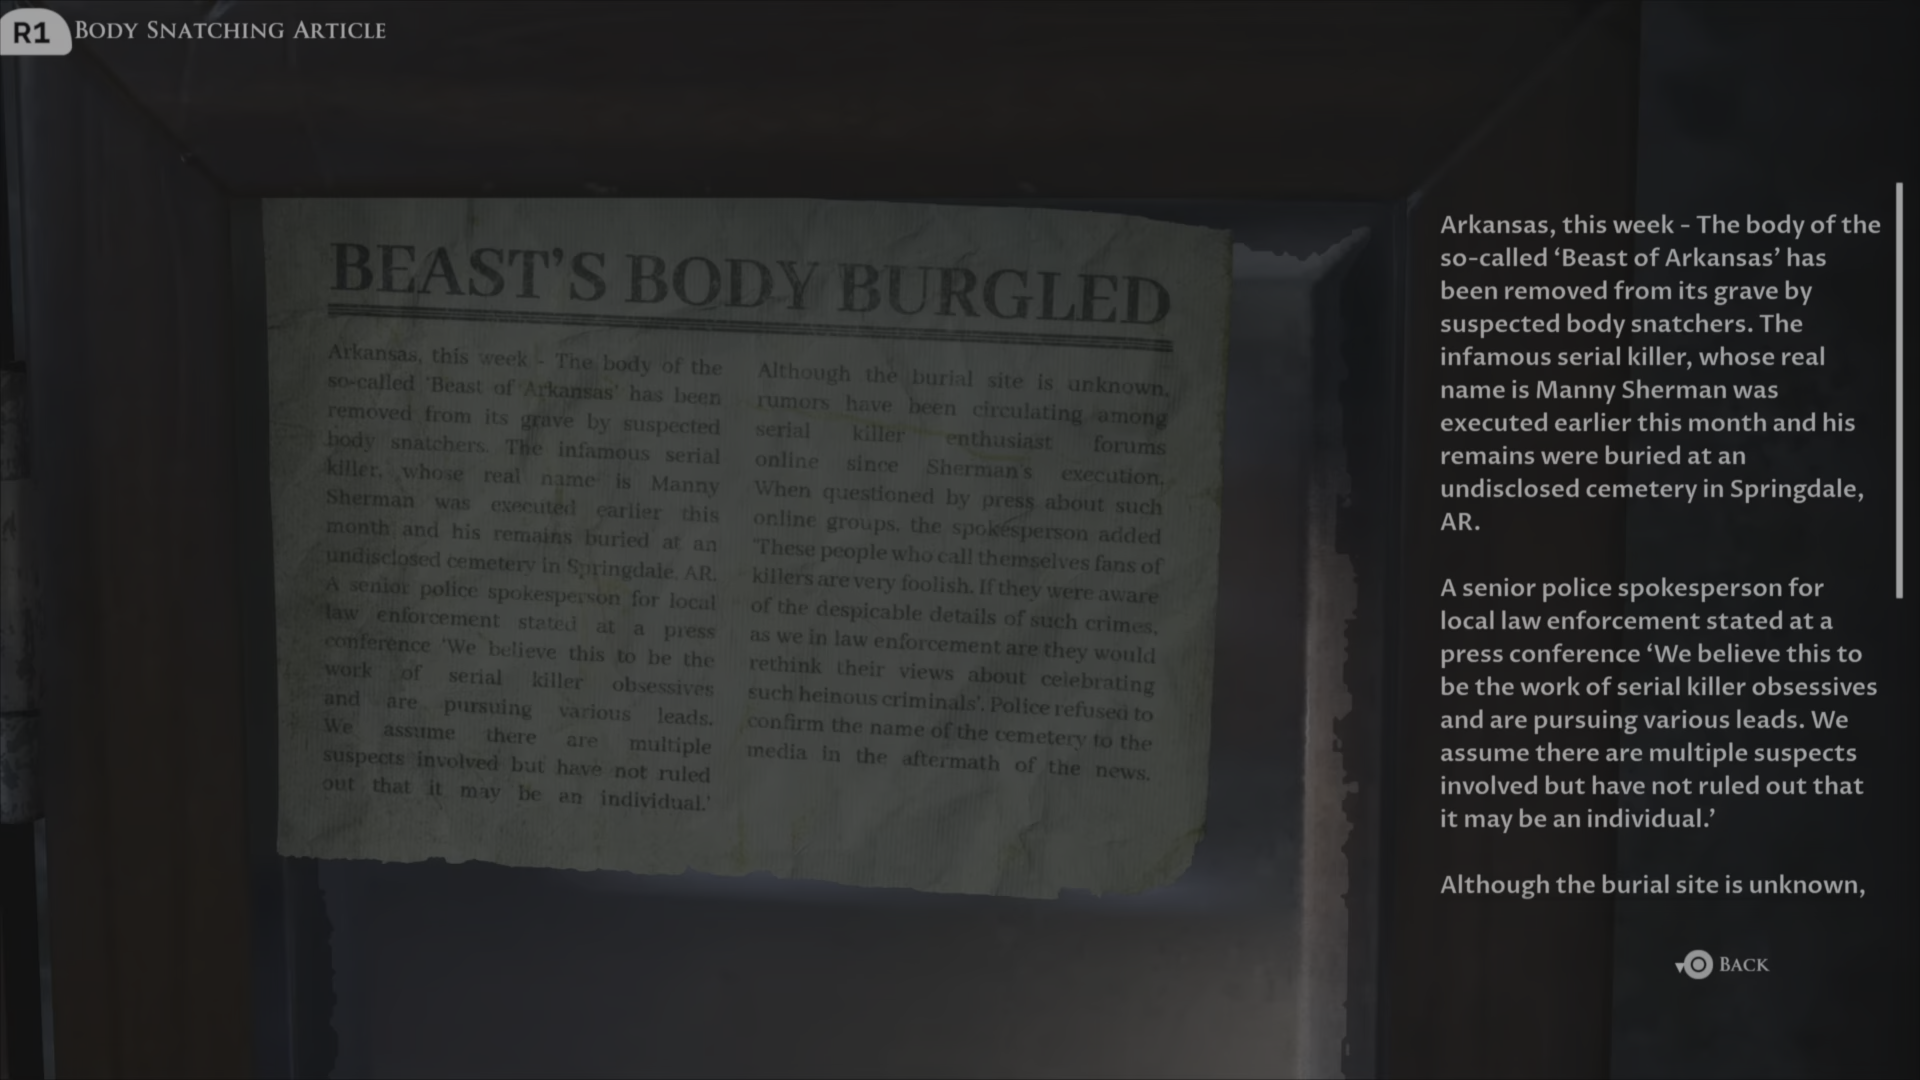 R1 BODY SNATCHING ARTICLE
BEAST'S BODY BURGLED
Arkansas, this week - The body of the
so-called 'Beast of Arkansas' has been
removed from its grave by suspected
body snatchers. The infamous serial
killer, whose real name is Manny
Sherman was executed earlier this
month and his remains buried at an
undisclosed cemetery in Springdale, AR.
A senior police spokesperson for local
law enforcement stated at a press
conference 'We believe this to be the
work of serial killer obsessives
and are pursuing various leads.
We assume there are multiple
suspects involved but have not ruled
out that it may be an individual.'
Although the burial site is unknown,
rumors have been circulating among
serial killer enthusiast forums
online since Sherman's execution.
When questioned by press about such
online groups, the spokesperson added
'These people who call themselves fans of
killers are very foolish. If they were aware
of the despicable details of such crimes,
as we in law enforcement are they would
rethink their views about celebrating
such heinous criminals'. Police refused to
confirm the name of the cemetery to the
media in the aftermath of the news.
Arkansas, this week - The body of the
so-called ‘Beast of Arkansas’ has
been removed from its grave by
suspected body snatchers. The
infamous serial killer, whose real
name is Manny Sherman was
executed earlier this month and his
remains were buried at an
undisclosed cemetery in Springdale,
AR.
A senior police spokesperson for
local law enforcement stated at a
press conference ‘We believe this to
be the work of serial killer obsessives
and are pursuing various leads. We
assume there are multiple suspects
involved but have not ruled out that
it may be an individual.’
Although the burial site is unknown,
BACK